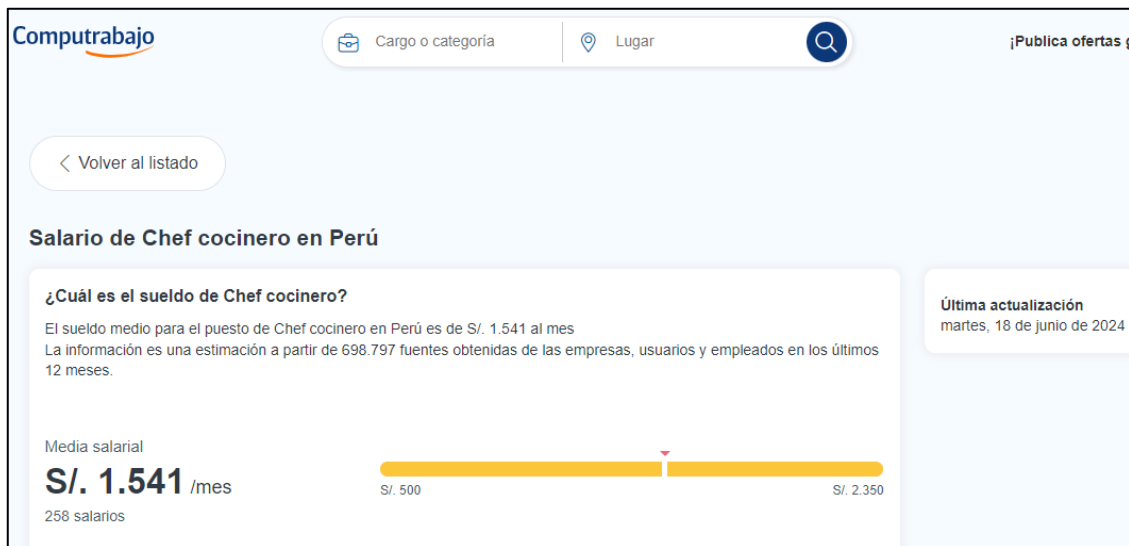 Computrabajo
Cargo o categoría
Lugar
¡Publica ofertas
Volver al listado
Salario de Chef cocinero en Perú
¿Cuál es el sueldo de Chef cocinero?
El sueldo medio para el puesto de Chef cocinero en Perú es de S/. 1.541 al mes
La información es una estimación a partir de 698.797 fuentes obtenidas de las empresas, usuarios y empleados en los últimos
12 meses.
Última actualización
martes, 18 de junio de 2024
Media salarial
S/. 1.541 /mes
258 salarios
S/. 500
S/. 2.350